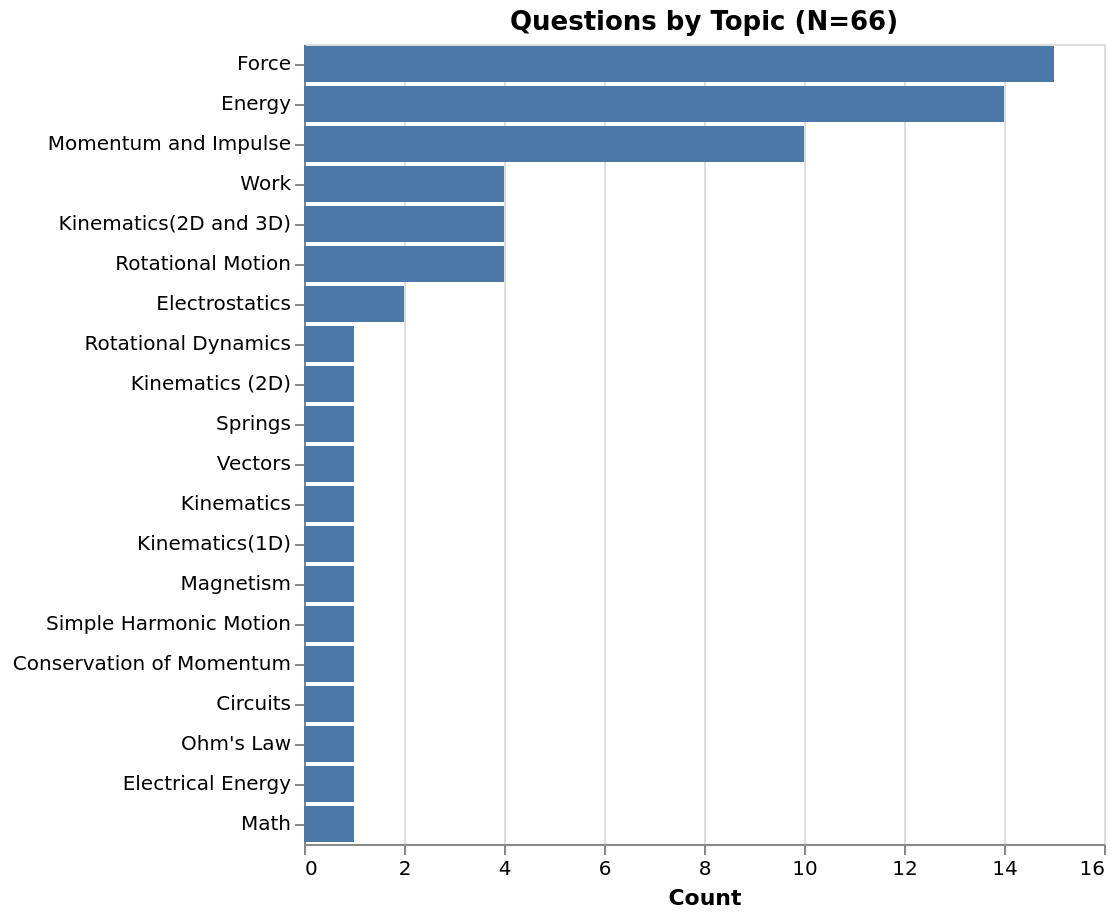 Questions by Topic (N=66)
Force
Energy
Momentum and Impulse
Work
Kinematics(2D and 3D)
Rotational Motion
Electrostatics
Rotational Dynamics
Kinematics (2D)
Springs
Vectors
Kinematics
Kinematics(1D)
Magnetism
Simple Harmonic Motion
Conservation of Momentum
Circuits
Ohm's Law
Electrical Energy
Math
0 2 4 6 8 10 12 14 16
Count